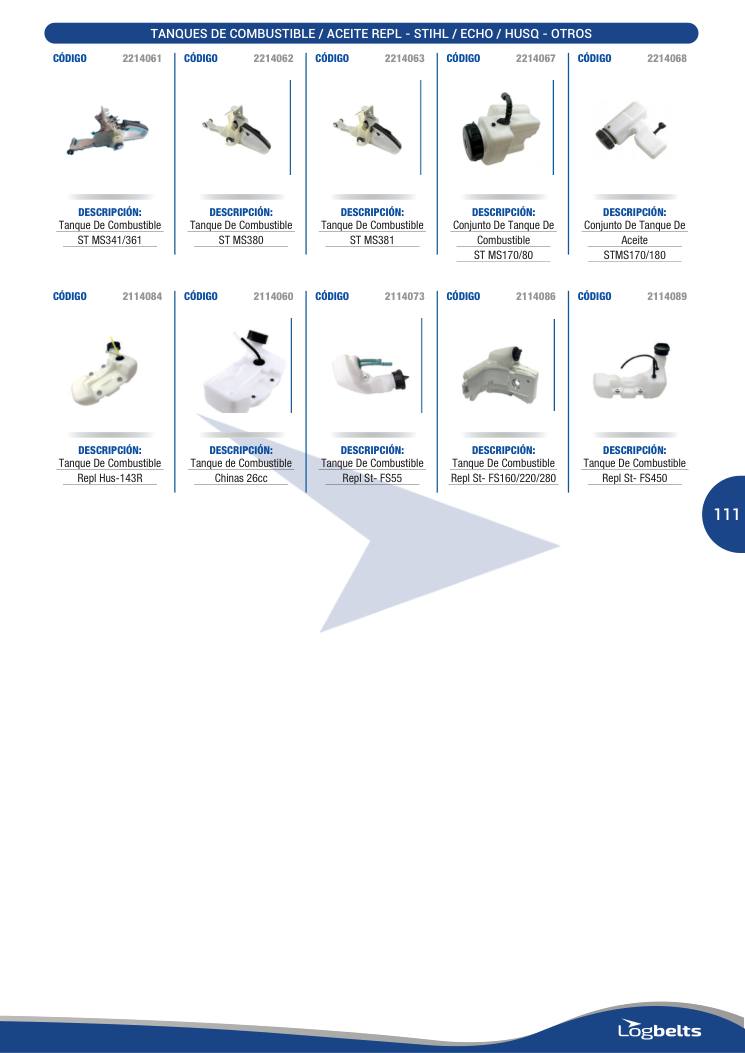 TANQUES DE COMBUSTIBLE / ACEITE REPL - STIHL / ECHO / HUSQ - OTROS
CÓDIGO 2214061
DESCRIPCIÓN:
Tanque De Combustible
ST MS341/361
CÓDIGO 2214062
DESCRIPCIÓN:
Tanque De Combustible
ST MS380
CÓDIGO 2214063
DESCRIPCIÓN:
Tanque De Combustible
ST MS381
CÓDIGO 2214067
DESCRIPCIÓN:
Conjunto De Tanque De
Combustible
ST MS170/80
CÓDIGO 2214068
DESCRIPCIÓN:
Conjunto De Tanque De
Aceite
STMS170/180
CÓDIGO 2114084
DESCRIPCIÓN:
Tanque De Combustible
Repl Hus-143R
CÓDIGO 2114060
DESCRIPCIÓN:
Tanque de Combustible
Chinas 26cc
CÓDIGO 2114073
DESCRIPCIÓN:
Tanque De Combustible
Repl St- FS55
CÓDIGO 2114086
DESCRIPCIÓN:
Tanque De Combustible
Repl St- FS160/220/280
CÓDIGO 2114089
DESCRIPCIÓN:
Tanque De Combustible
Repl St- FS450
111
Logbelts